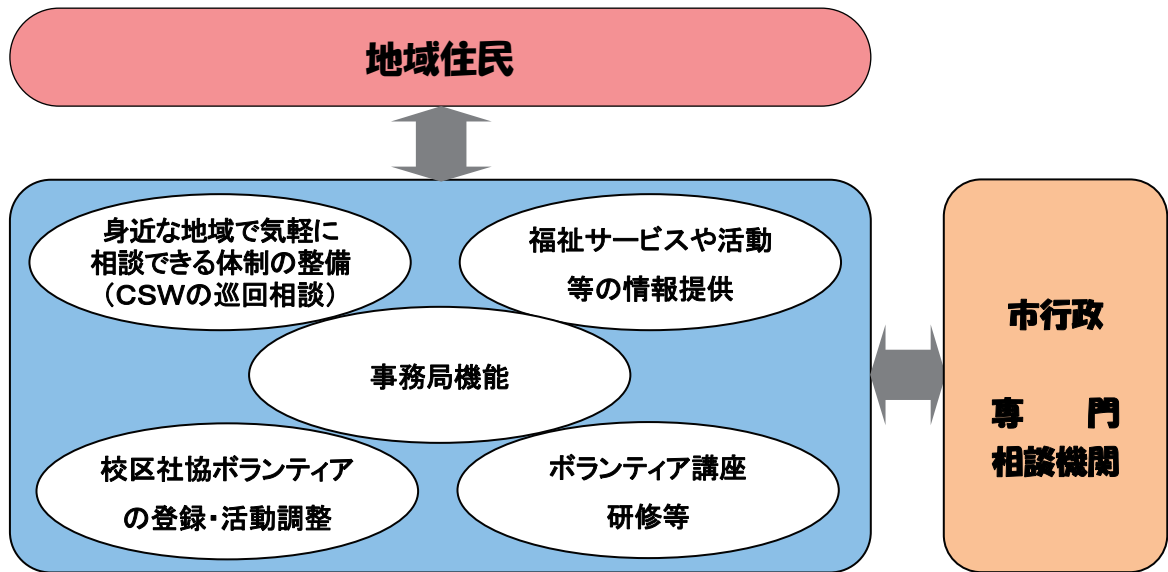 地域住民
身近な地域で気軽に
相談できる体制の整備
（CSWの巡回相談）
福祉サービスや活動
等の情報提供
事務局機能
校区社協ボランティア
の登録・活動調整
ボランティア講座
研修等
市行政
専　門
相談機関